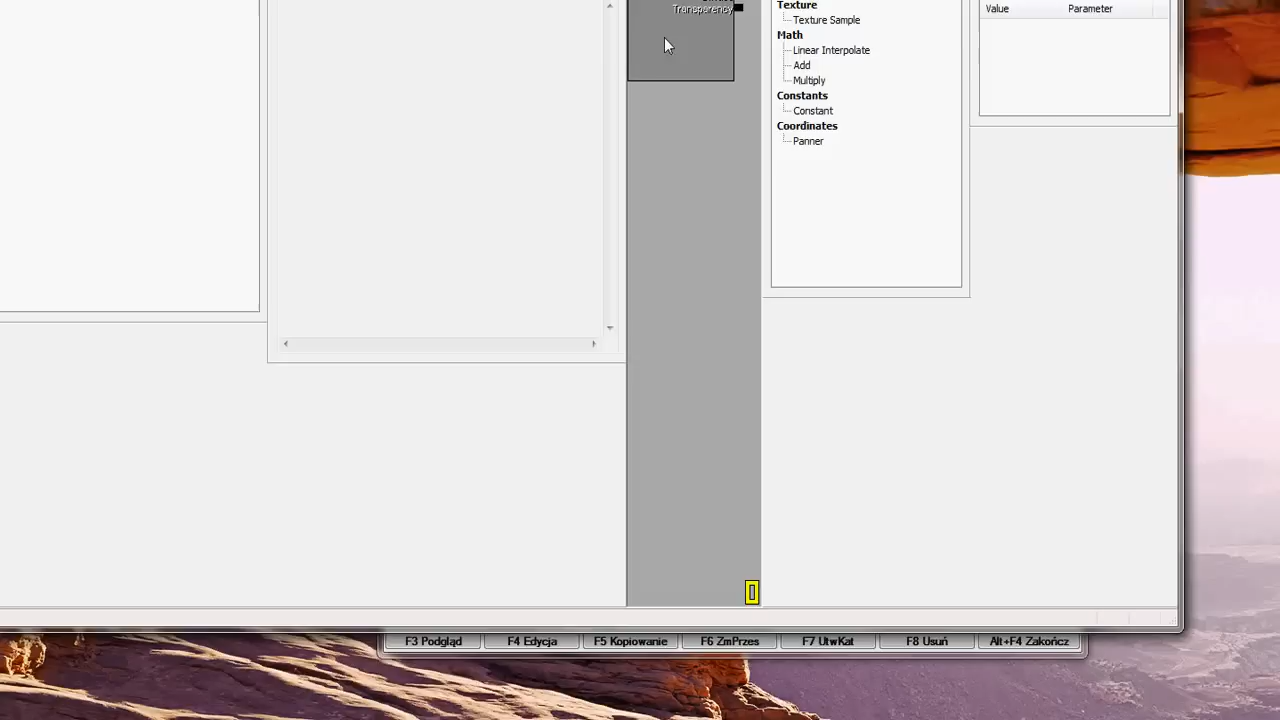 Transparency
Texture
Texture Sample
Math
Linear Interpolate
Add
Multiply
Constants
Constant
Coordinates
Panner
Value Parameter
F3 Podgląd F4 Edycja F5 Kopiowanie F6 ZmPrzes F7 UtwKat F8 Usuń Alt+F4 Zakończ